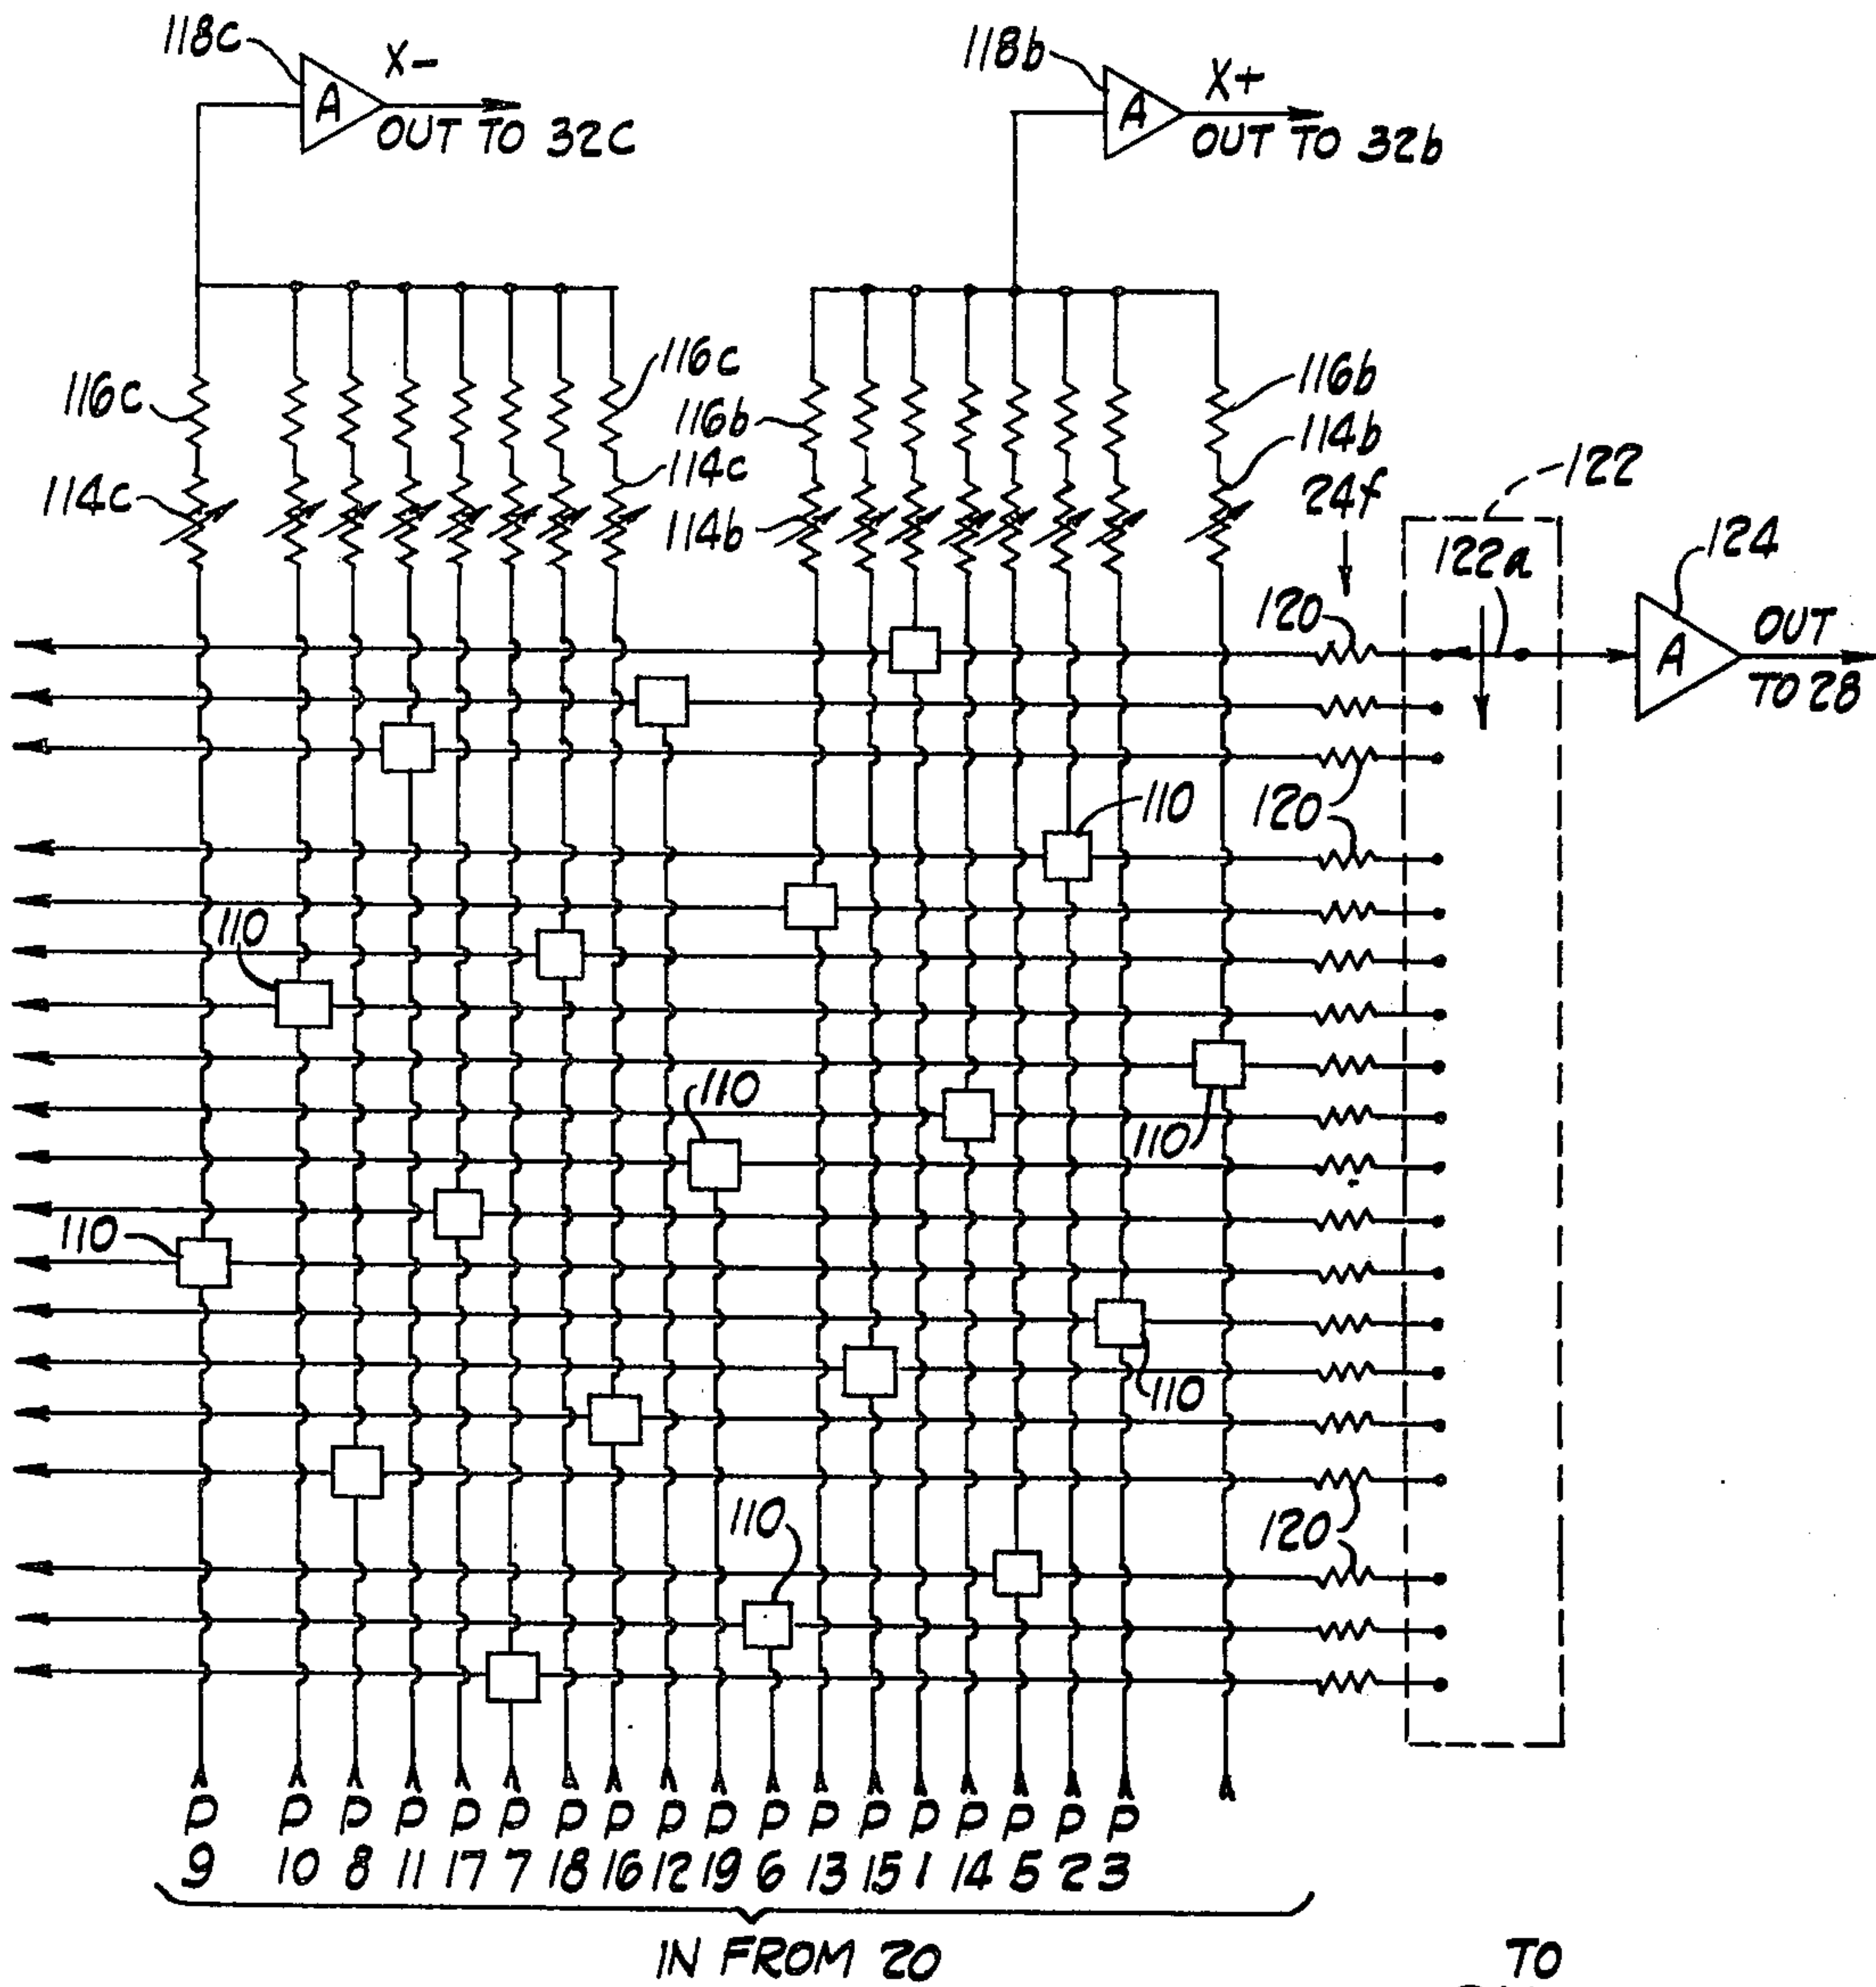 118c
X-
A
OUT TO 32c
118b
X+
A
OUT TO 32b
116c
116c
116b
116b
114c
114c
114b
114b
24f
122
122a
124
A
OUT
TO 28
120
120
120
110
110
110
110
110
110
110
120
P P P P P P P P P P P P P P P P P P
9 10 8 11 17 7 18 16 12 19 6 13 15 1 14 5 2 3
IN FROM 20
TO